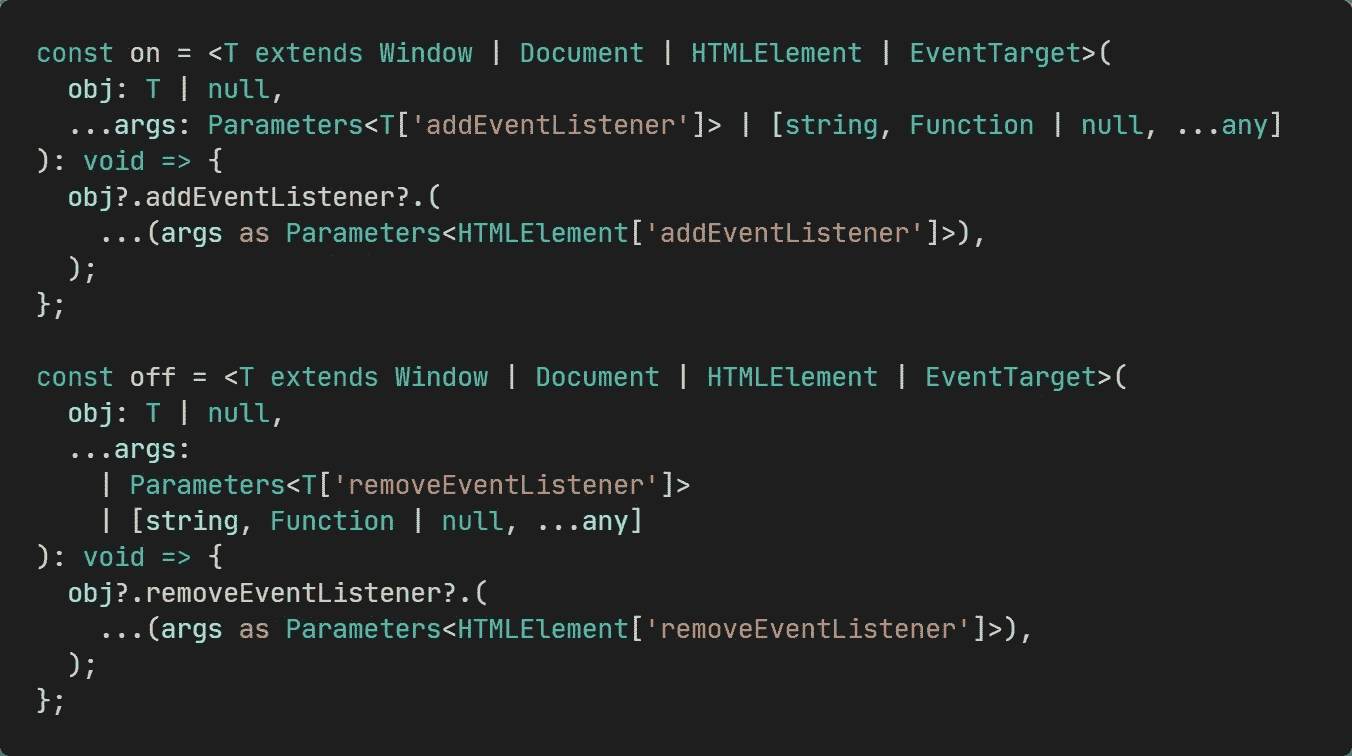 const on = <T extends Window | Document | HTMLElement | EventTarget>(
  obj: T | null,
  ...args: Parameters<T['addEventListener']> | [string, Function | null, ...any]
): void => {
  obj?.addEventListener?.(
    ...(args as Parameters<HTMLElement['addEventListener']>),
  );
};

const off = <T extends Window | Document | HTMLElement | EventTarget>(
  obj: T | null,
  ...args:
    | Parameters<T['removeEventListener']>
    | [string, Function | null, ...any]
): void => {
  obj?.removeEventListener?.(
    ...(args as Parameters<HTMLElement['removeEventListener']>),
  );
};